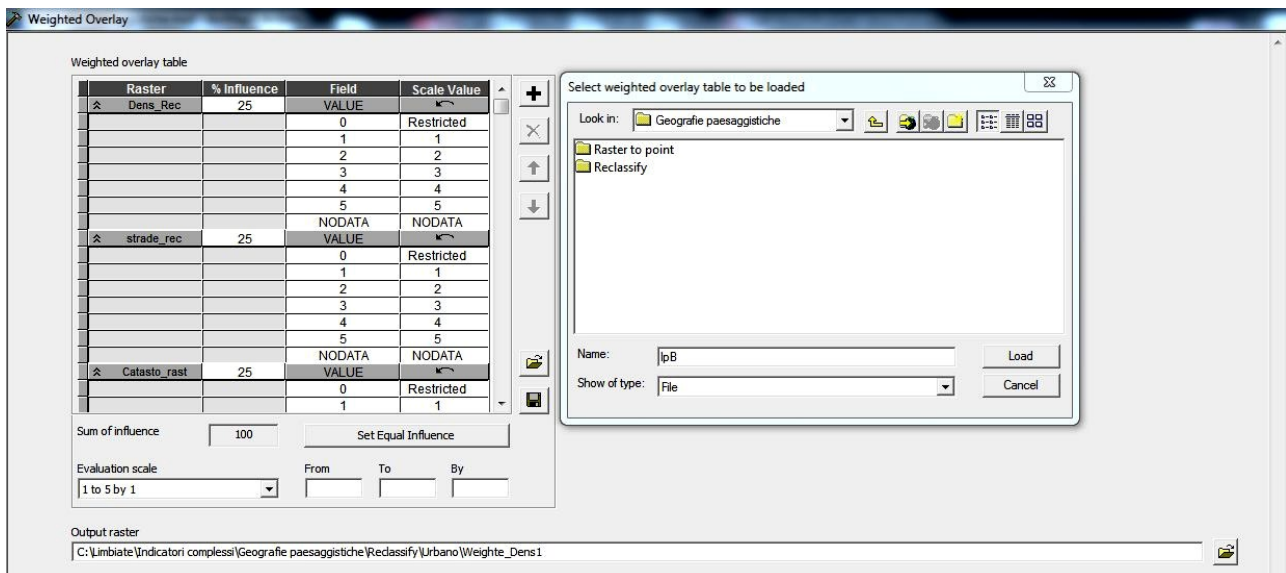 Weighted Overlay
Weighted overlay table
Raster % Influence Field Scale Value
Dens_Rec 25 VALUE
0 Restricted
1 1
2 2
3 3
4 4
5 5
NODATA NODATA
strade_rec 25 VALUE
0 Restricted
1 1
2 2
3 3
4 4
5 5
NODATA NODATA
Catasto_rast 25 VALUE
0 Restricted
1 1
Sum of influence 100 Set Equal Influence
Evaluation scale From To By
1 to 5 by 1
Output raster
C:\Limbiate\Indicatori complessi\Geografie paesaggistiche\Reclassify\Urbano\Weighte_Dens1
Select weighted overlay table to be loaded
Look in: Geografie paesaggistiche
Raster to point
Reclassify
Name: IpB Load
Show of type: File Cancel